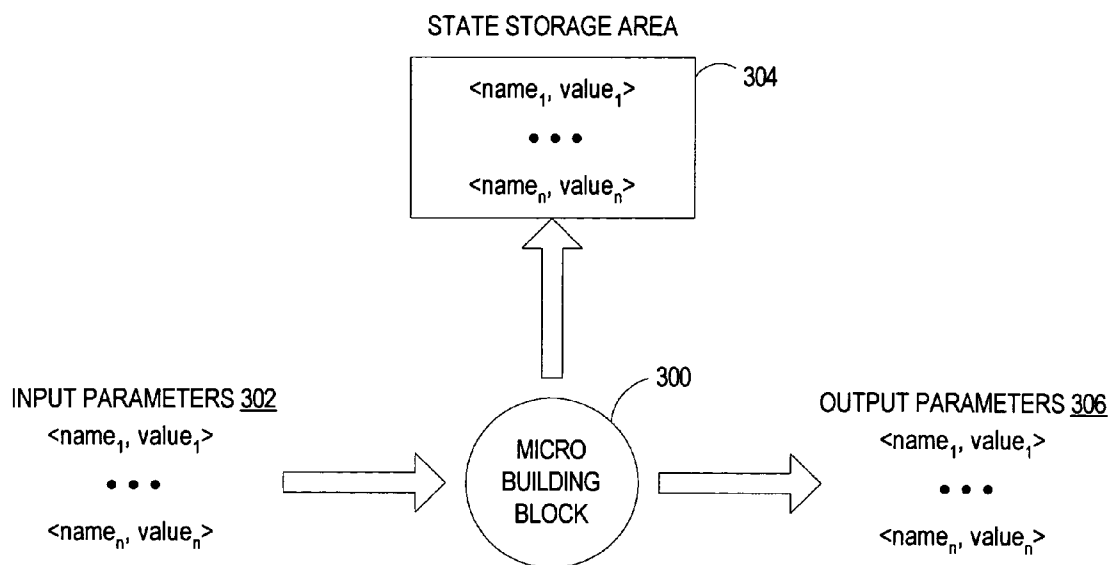 STATE STORAGE AREA
<name₁, value₁>
• • •
<nameₙ, valueₙ>
304
300
INPUT PARAMETERS 302
<name₁, value₁>
• • •
<nameₙ, valueₙ>
MICRO
BUILDING
BLOCK
OUTPUT PARAMETERS 306
<name₁, value₁>
• • •
<nameₙ, valueₙ>